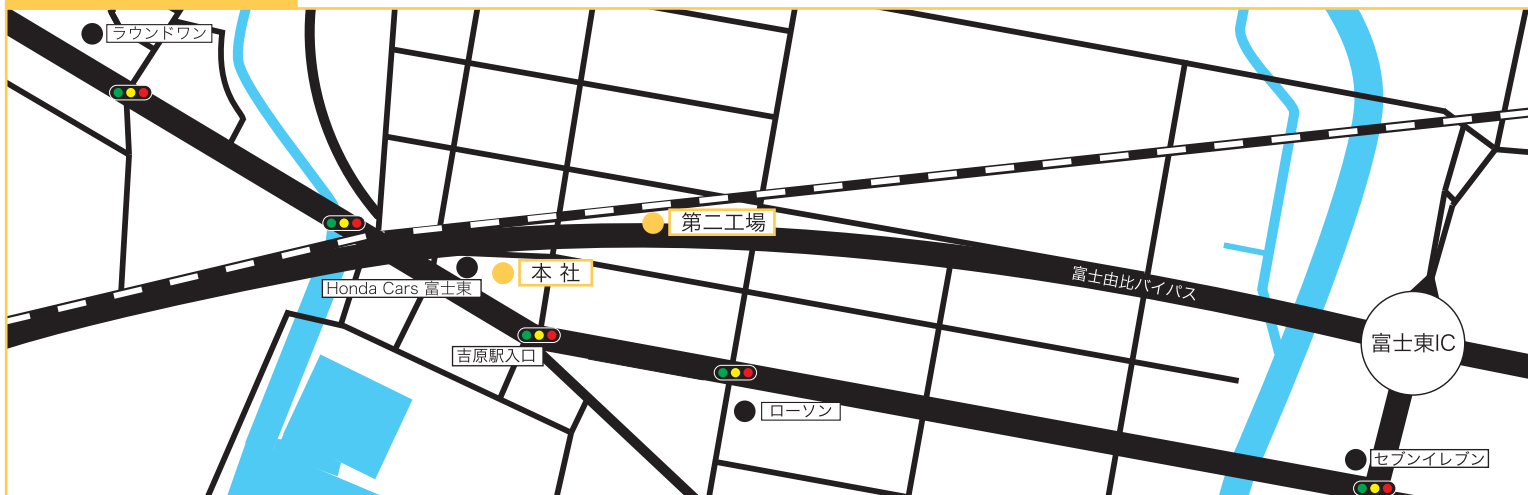 ラウンドワン
第二工場
本 社
Honda Cars 富士東
富士由比バイパス
吉原駅入口
富士東IC
ローソン
セブンイレブン